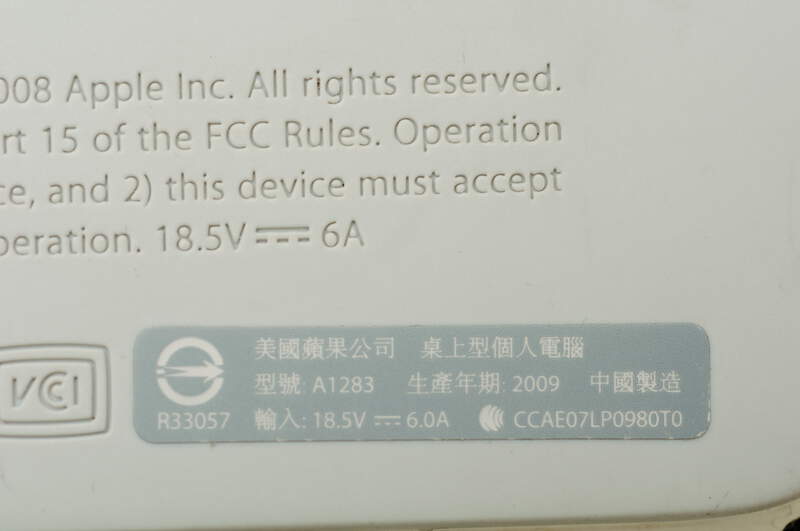 008 Apple Inc. All rights reserved.
rt 15 of the FCC Rules. Operation
ce, and 2) this device must accept
peration. 18.5V 6A
VCI
美國蘋果公司 桌上型個人電腦
型號: A1283 生產年期: 2009 中國製造
R33057 輸入: 18.5V 6.0A CCAE07LP0980T0